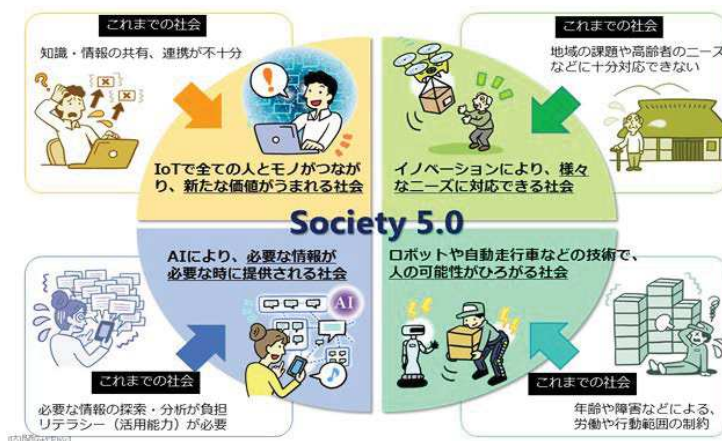 これまでの社会
知識・情報の共有、連携が不十分
IoTで全ての人とモノがつなが
り、新たな価値がうまれる社会
これまでの社会
地域の課題や高齢者のニーズ
などに十分対応できない
イノベーションにより、様々
なニーズに対応できる社会
Society 5.0
AIにより、必要な情報が
必要な時に提供される社会
AI
これまでの社会
必要な情報の探索・分析が負担
リテラシー（活用能力）が必要
ロボットや自動走行車などの技術で、
人の可能性がひろがる社会
これまでの社会
年齢や障害などによる、
労働や行動範囲の制約